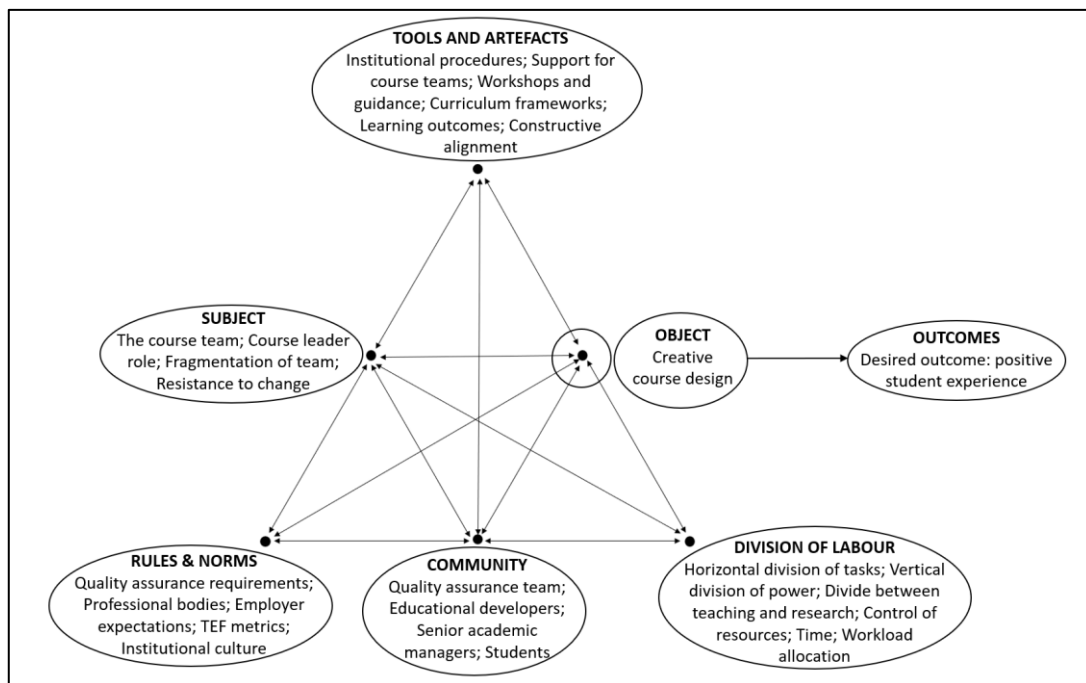 TOOLS AND ARTEFACTS
Institutional procedures; Support for
course teams; Workshops and
guidance; Curriculum frameworks;
Learning outcomes; Constructive
alignment
SUBJECT
The course team; Course leader
role; Fragmentation of team;
Resistance to change
OBJECT
Creative
course design
OUTCOMES
Desired outcome: positive
student experience
RULES & NORMS
Quality assurance requirements;
Professional bodies; Employer
expectations; TEF metrics;
Institutional culture
COMMUNITY
Quality assurance team;
Educational developers;
Senior academic
managers; Students
DIVISION OF LABOUR
Horizontal division of tasks; Vertical
division of power; Divide between
teaching and research; Control of
resources; Time; Workload
allocation